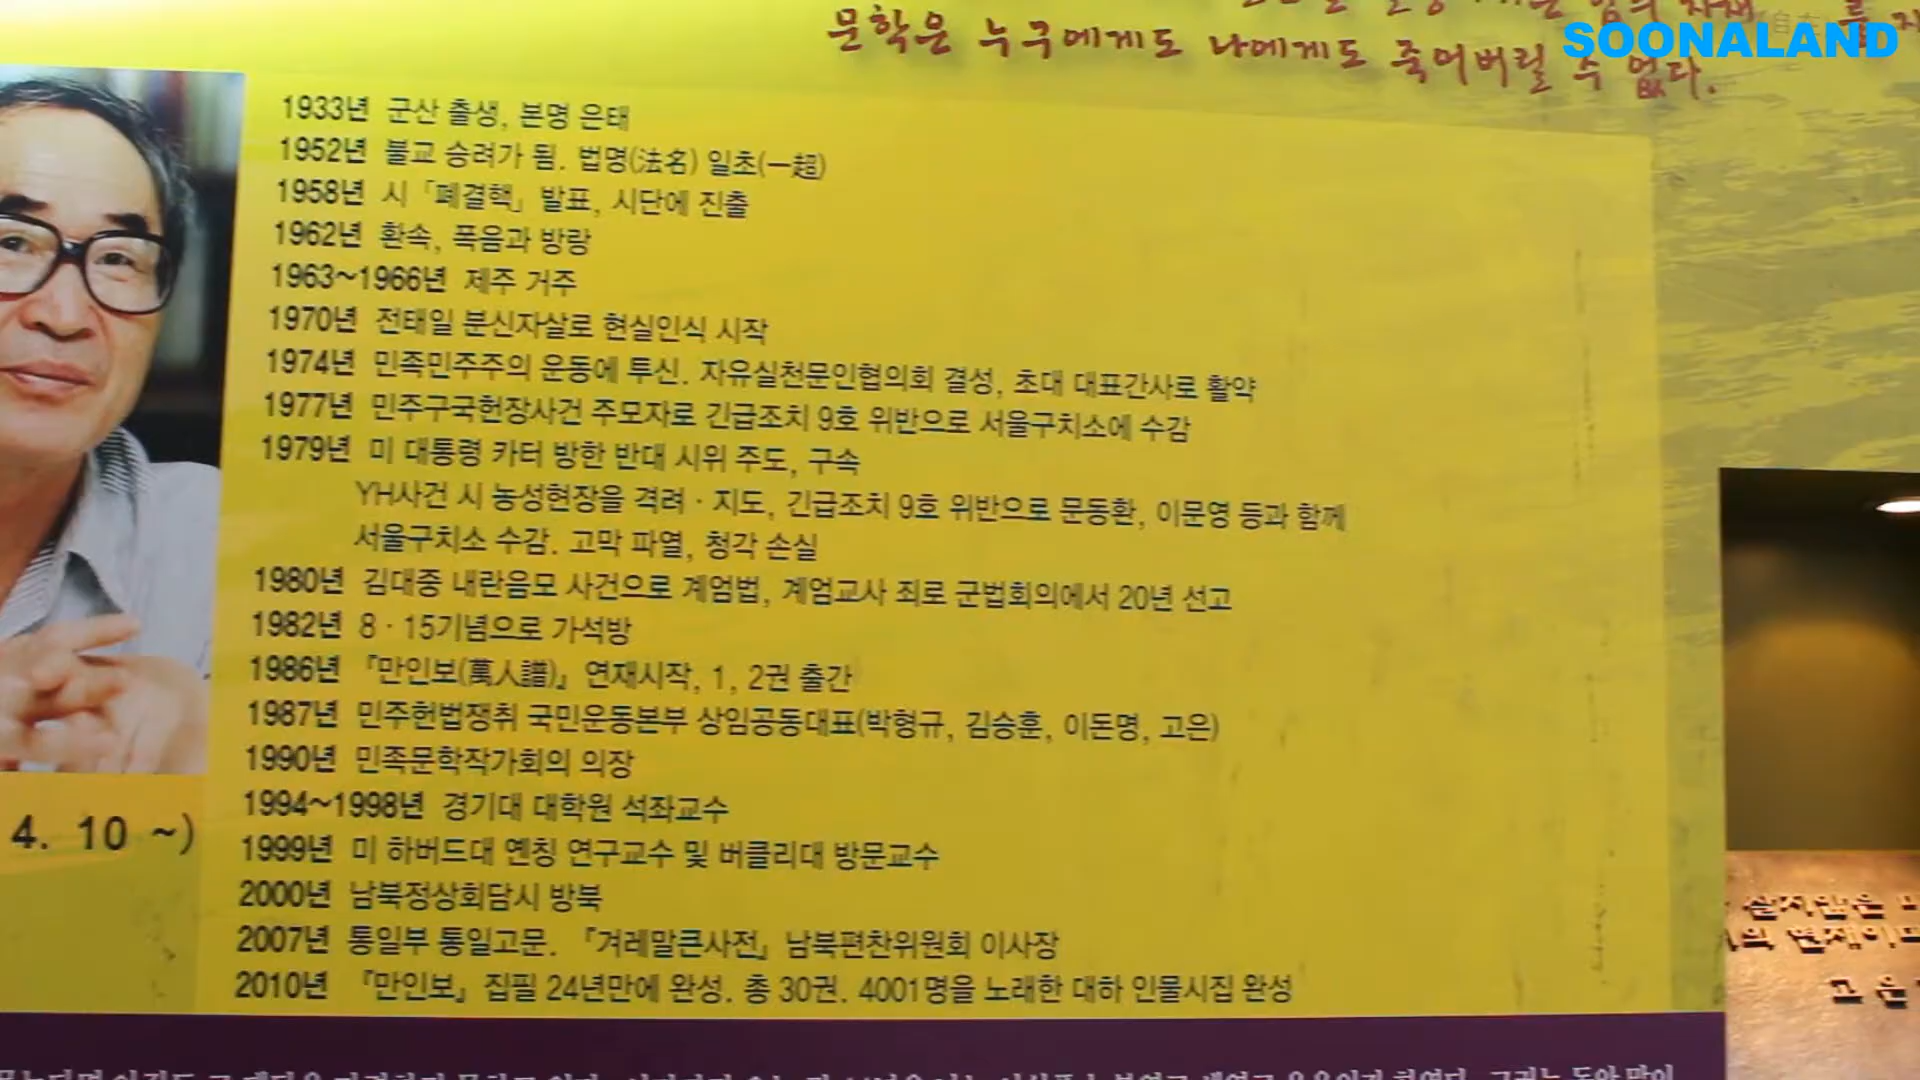 SOONALAND
문학은 누구에게도 나에게도 죽어버릴 수 없다.
1933년 군산 출생, 본명 은태
1952년 불교 승려가 됨. 법명(法名) 일초(一超)
1958년 시 「폐결핵」 발표, 시단에 진출
1962년 환속, 폭음과 방랑
1963~1966년 제주 거주
1970년 전태일 분신자살로 현실인식 시작
1974년 민족민주주의 운동에 투신. 자유실천문인협의회 결성, 초대 대표간사로 활약
1977년 민주구국헌장사건 주모자로 긴급조치 9호 위반으로 서울구치소에 수감
1979년 미 대통령 카터 방한 반대 시위 주도, 구속
YH사건 시 농성현장을 격려·지도, 긴급조치 9호 위반으로 문동환, 이문영 등과 함께
서울구치소 수감. 고막 파열, 청각 손실
1980년 김대중 내란음모 사건으로 계엄법, 계엄교사 죄로 군법회의에서 20년 선고
1982년 8·15기념으로 가석방
1986년 『만인보(萬人譜)』 연재시작, 1, 2권 출간
1987년 민주헌법쟁취 국민운동본부 상임공동대표(박형규, 김승훈, 이돈명, 고은)
1990년 민족문학작가회의 의장
1994~1998년 경기대 대학원 석좌교수
4. 10 ~)
1999년 미 하버드대 옌칭 연구교수 및 버클리대 방문교수
2000년 남북정상회담시 방북
2007년 통일부 통일고문. 『겨레말큰사전』 남북편찬위원회 이사장
2010년 『만인보』 집필 24년만에 완성. 총 30권. 4001명을 노래한 대하 인물시집 완성
고은